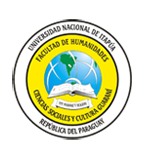 UNIVERSIDAD NACIONAL DE ITAPÚA
FACULTAD DE HUMANIDADES
CIENCIAS SOCIALES Y CULTURA GUARANÍ
REPÚBLICA DEL PARAGUAY